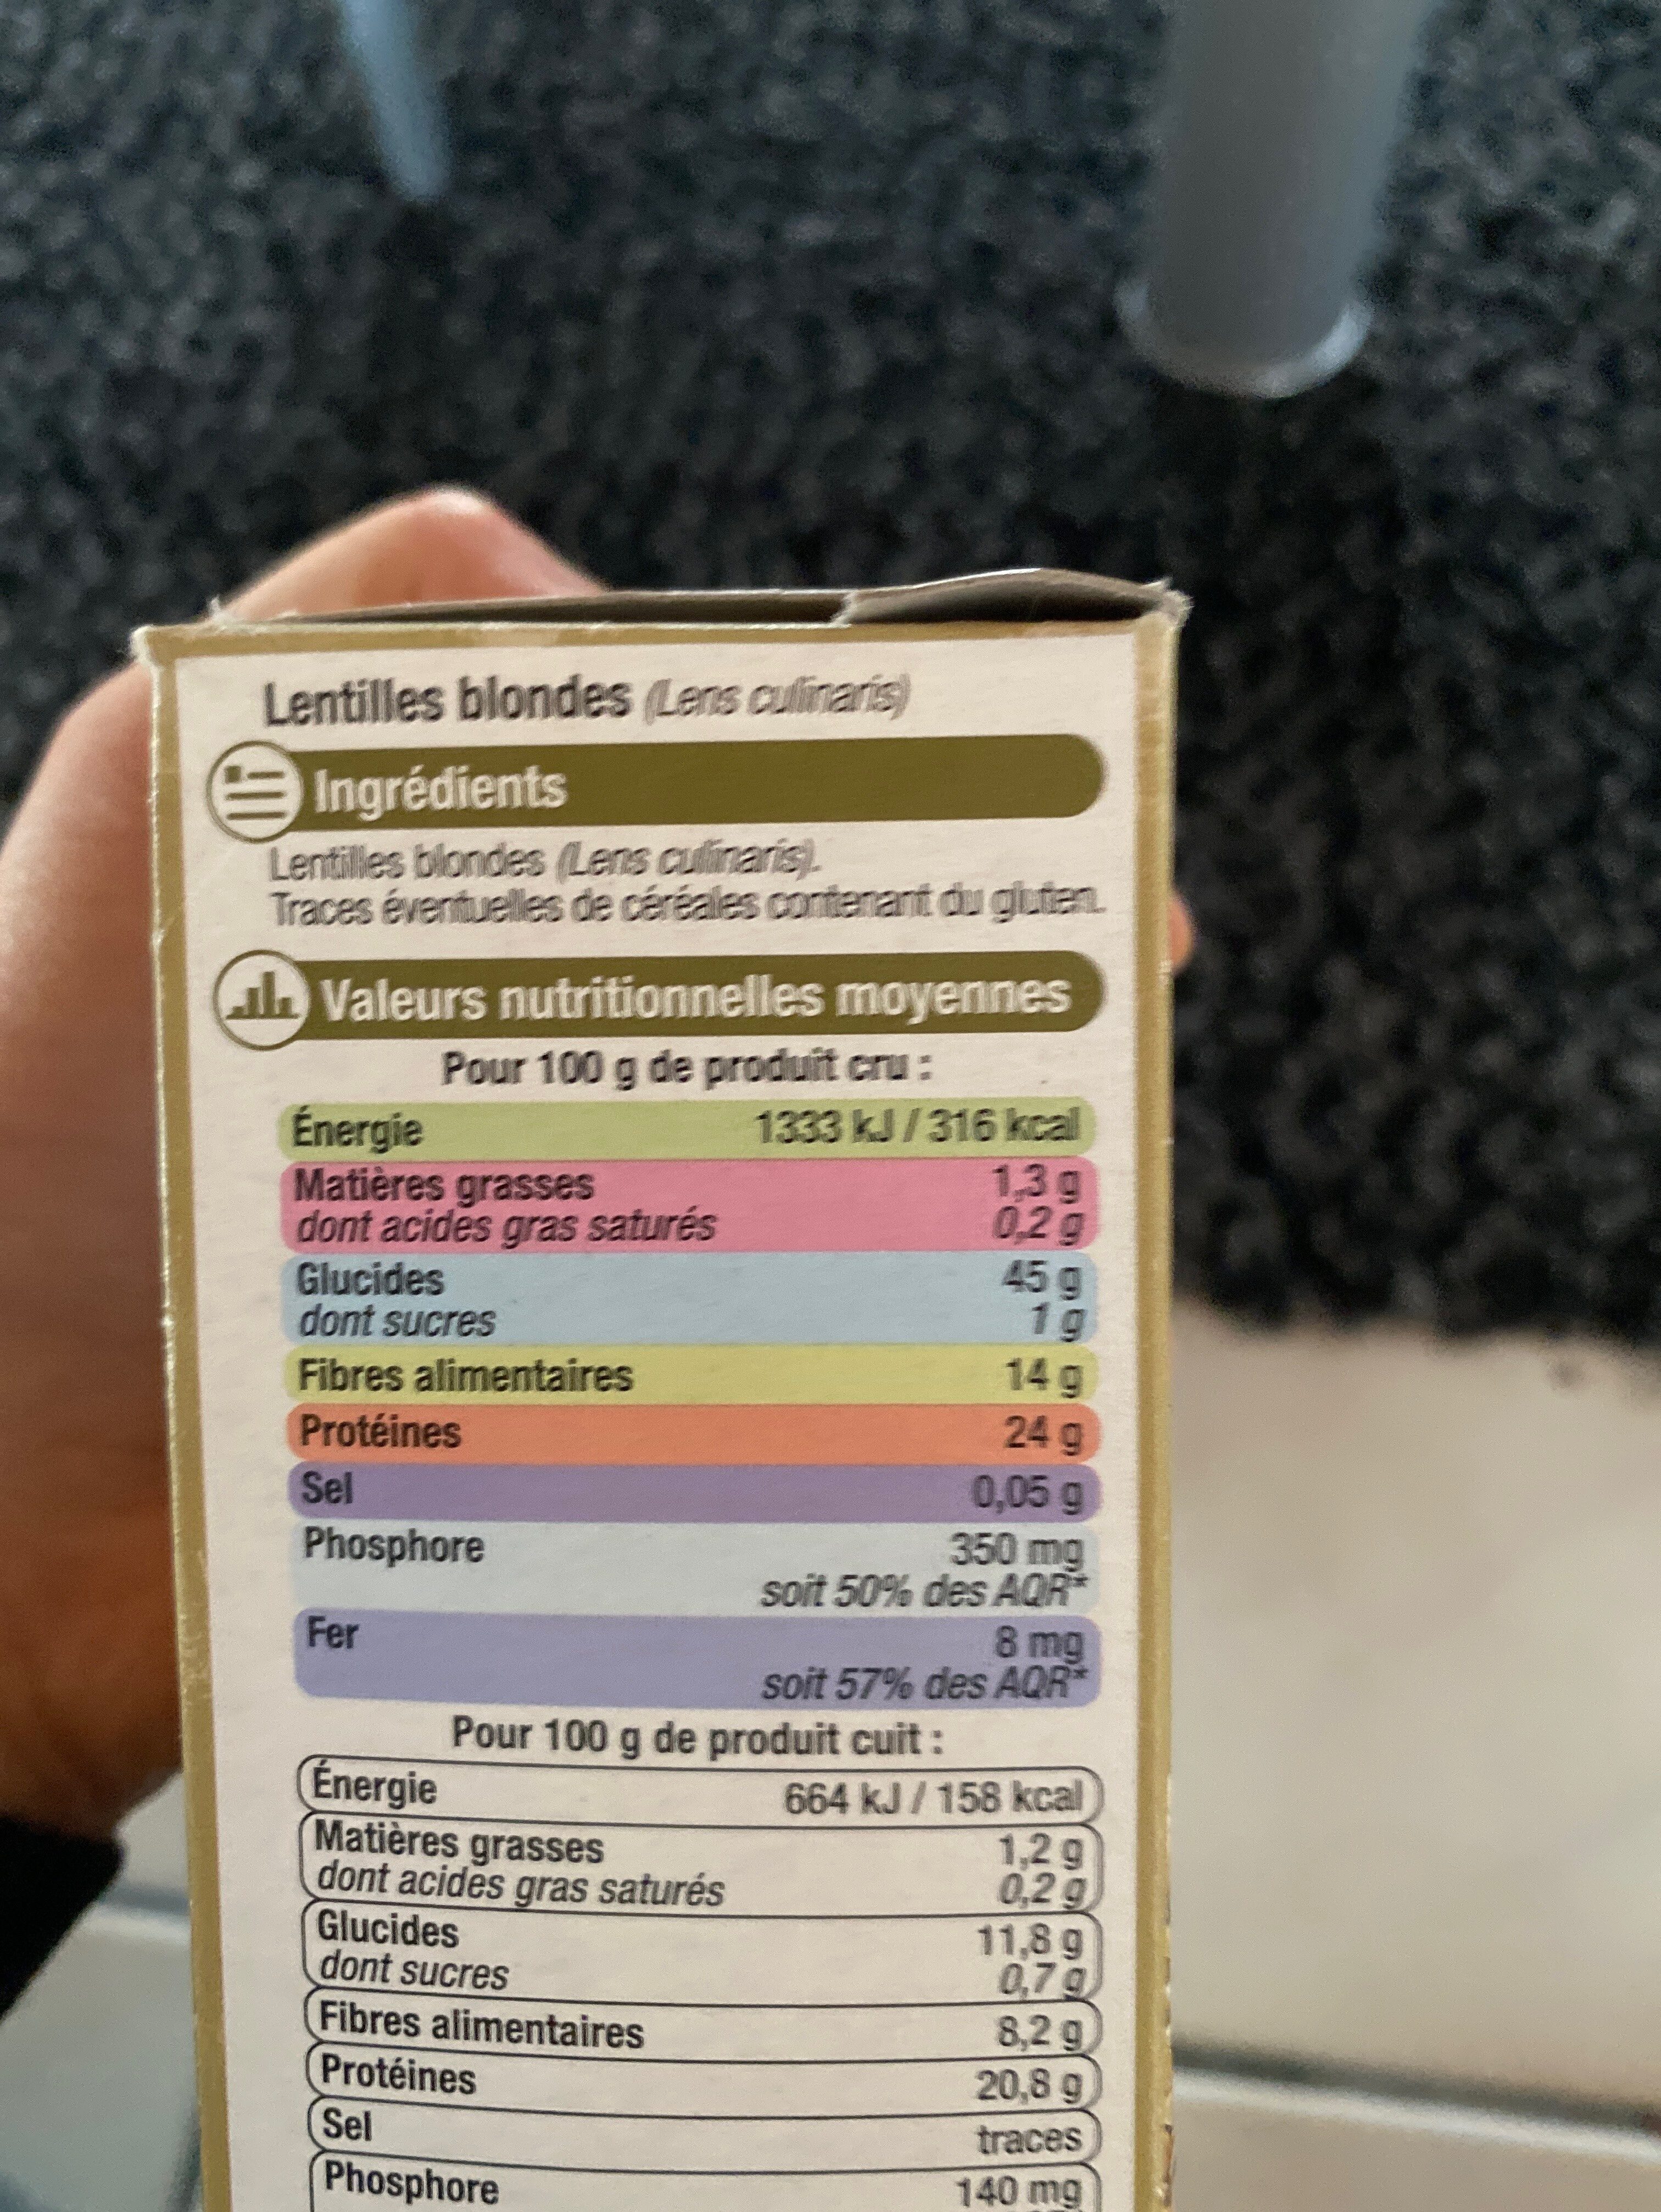 Lentilles blondes (Lens culinaris)
Ingrédients
Lentilles blondes (Lens culinaris).
Traces éventuelles de céréales contenant du gluten.
Valeurs nutritionnelles moyennes
Pour 100 g de produit cru :
Énergie 1333 kJ / 316 kcal
Matières grasses 1,3 g
dont acides gras saturés 0,2 g
Glucides 45 g
dont sucres 1 g
Fibres alimentaires 14 g
Protéines 24 g
Sel 0,05 g
Phosphore 350 mg
soit 50% des AQR*
Fer 8 mg
soit 57% des AQR*
Pour 100 g de produit cuit :
Énergie 664 kJ / 158 kcal
Matières grasses 1,2 g
dont acides gras saturés 0,2 g
Glucides 11,8 g
dont sucres 0,7 g
Fibres alimentaires 8,2 g
Protéines 20,8 g
Sel traces
Phosphore 140 mg